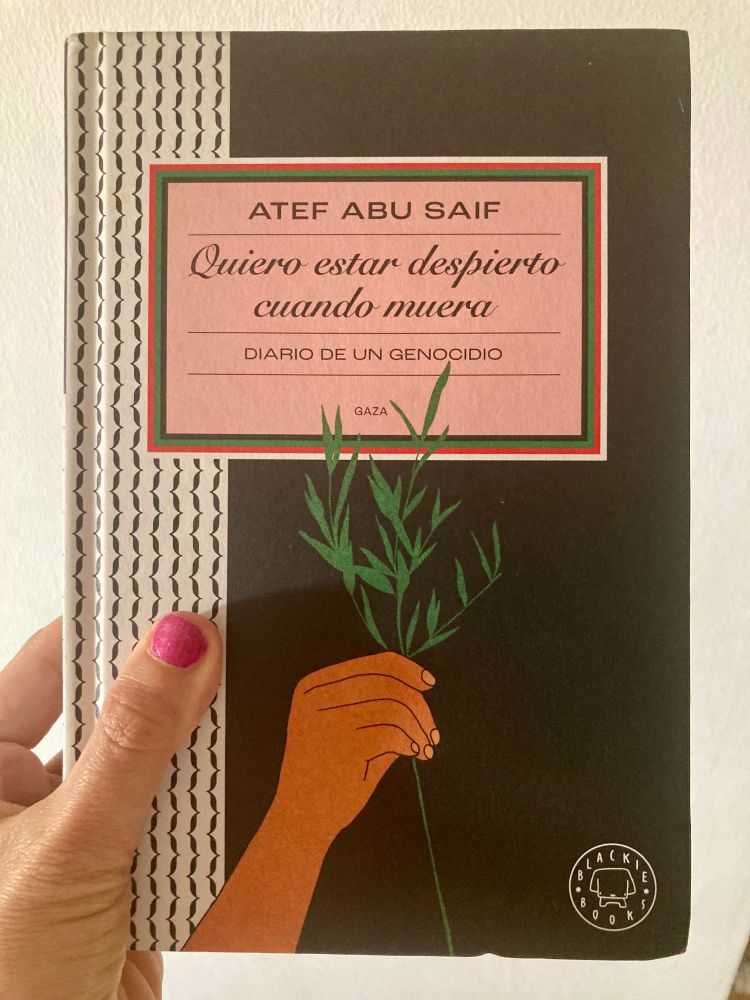 ATEF ABU SAIF
Quiero estar despierto
cuando muera
DIARIO DE UN GENOCIDIO
GAZA
BLACKIE
BOOKS